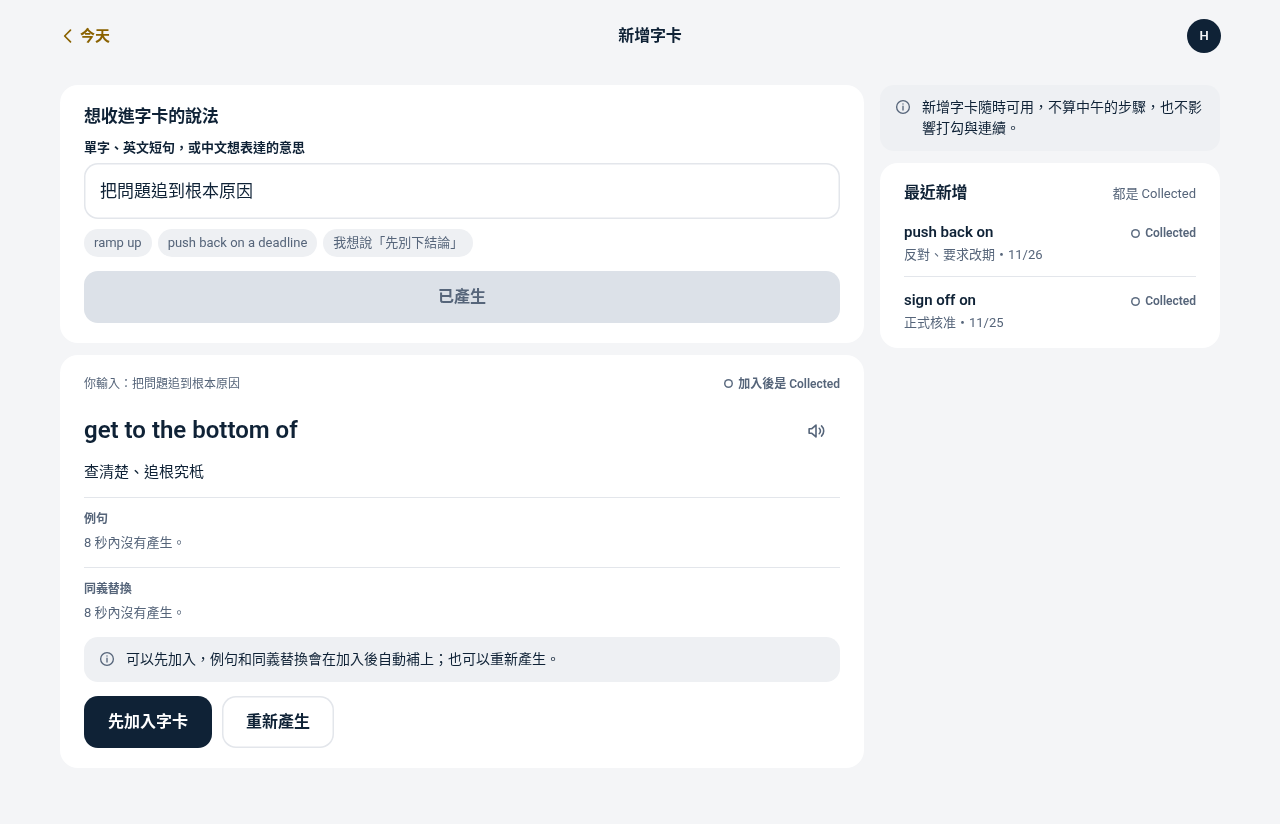 今天
新增字卡
H
想收進字卡的說法
單字、英文短句，或中文想表達的意思
把問題追到根本原因
ramp up
push back on a deadline
我想說「先別下結論」
已產生
你輸入：把問題追到根本原因
加入後是 Collected
get to the bottom of
查清楚、追根究柢
例句
8 秒內沒有產生。
同義替換
8 秒內沒有產生。
可以先加入，例句和同義替換會在加入後自動補上；也可以重新產生。
先加入字卡
重新產生
新增字卡隨時可用，不算中午的步驟，也不影
響打勾與連續。
最近新增
都是 Collected
push back on
Collected
反對、要求改期・11/26
sign off on
Collected
正式核准・11/25